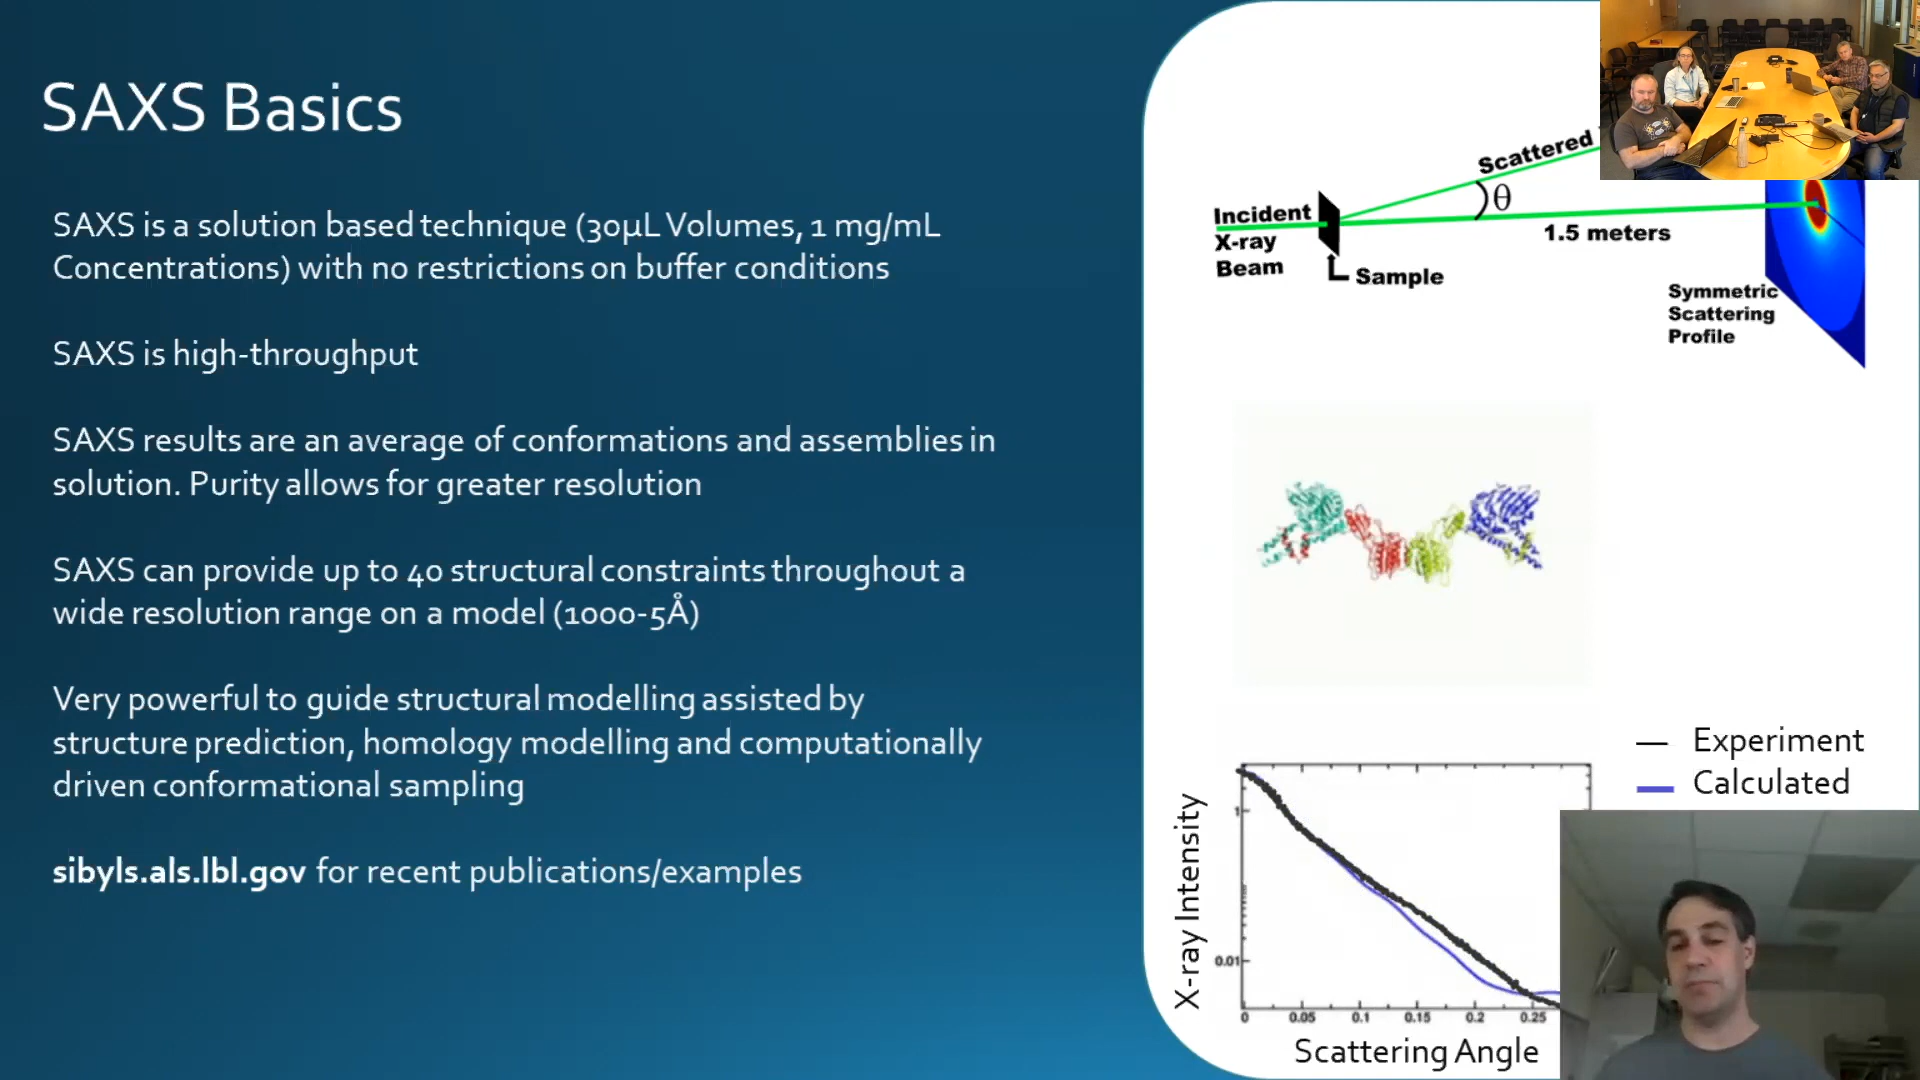 SAXS Basics
SAXS is a solution based technique (30µL Volumes, 1 mg/mL
Concentrations) with no restrictions on buffer conditions
SAXS is high-throughput
SAXS results are an average of conformations and assemblies in
solution. Purity allows for greater resolution
SAXS can provide up to 40 structural constraints throughout a
wide resolution range on a model (1000-5Å)
Very powerful to guide structural modelling assisted by
structure prediction, homology modelling and computationally
driven conformational sampling
sibyls.als.lbl.gov for recent publications/examples
Scattered
θ
Incident
X-ray
Beam
1.5 meters
Sample
Symmetric
Scattering
Profile
Experiment
Calculated
X-ray Intensity
1
0.01
0 0.05 0.1 0.15 0.2 0.25
Scattering Angle